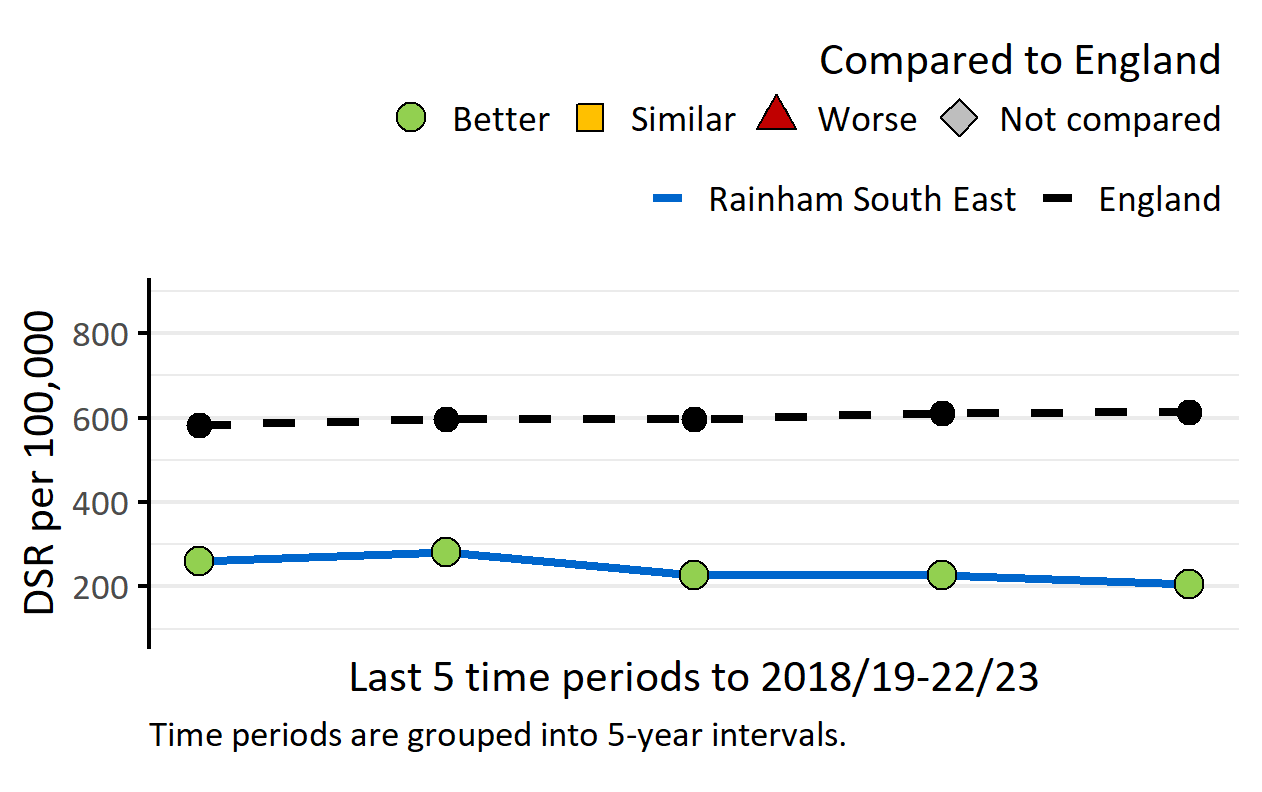 Compared to England
Better Similar Worse Not compared
Rainham South East England
DSR per 100,000
800
600
400
200
Last 5 time periods to 2018/19-22/23
Time periods are grouped into 5-year intervals.